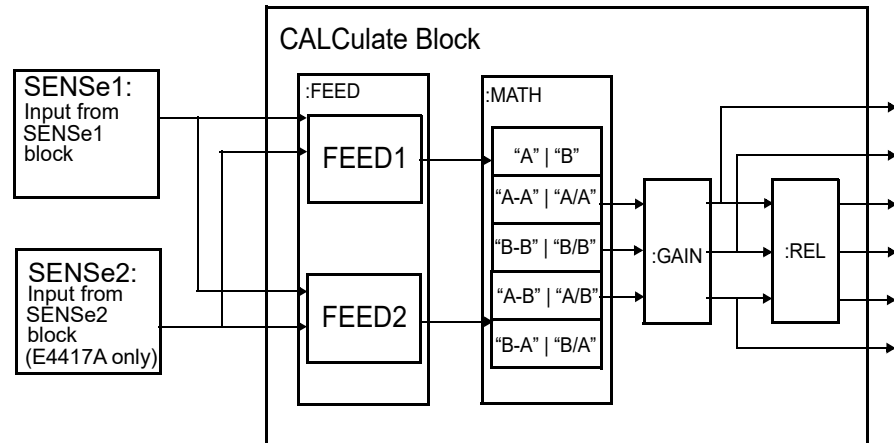 CALCulate Block
SENSe1:
Input from
SENSe1
block
:FEED
FEED1
:MATH
“A” | “B”
“A-A” | “A/A”
“B-B” | “B/B”
“A-B” | “A/B”
“B-A” | “B/A”
:GAIN
:REL
SENSe2:
Input from
SENSe2
block
(E4417A only)
FEED2